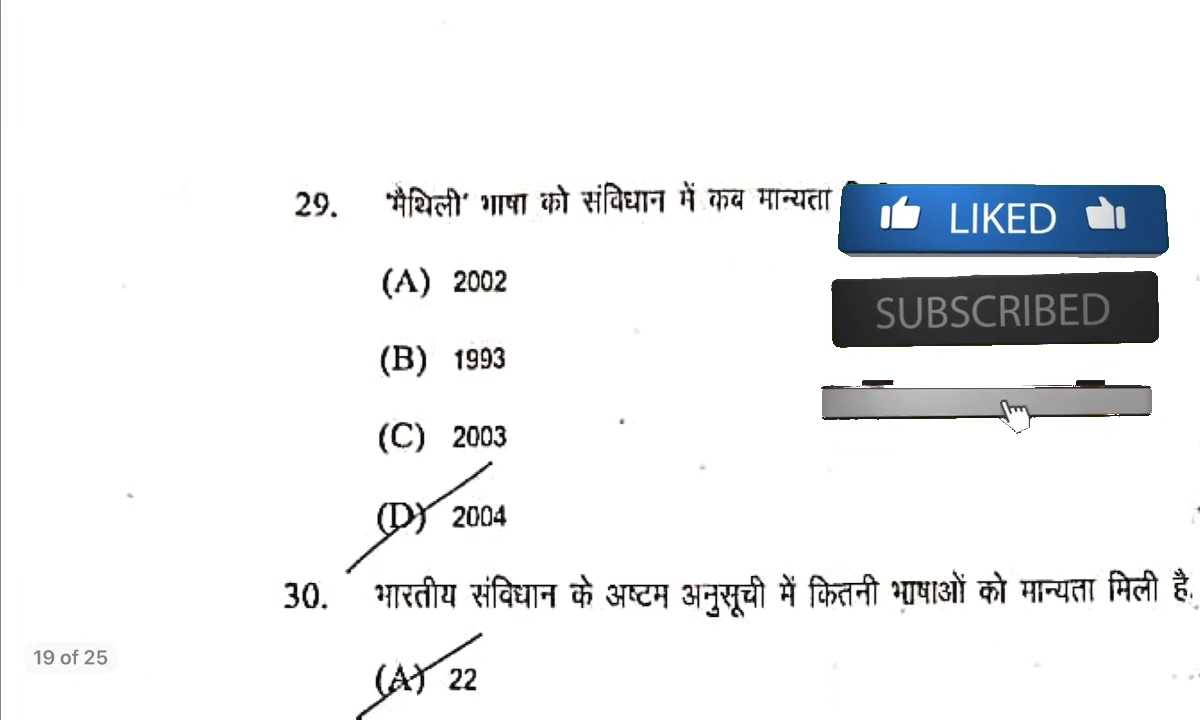 29. 'मैथिली' भाषा को संविधान में कब मान्यता
LIKED
(A) 2002
SUBSCRIBED
(B) 1993
(C) 2003
(D) 2004
30. भारतीय संविधान के अष्टम अनुसूची में कितनी भाषाओं को मान्यता मिली है.
19 of 25
(A) 22